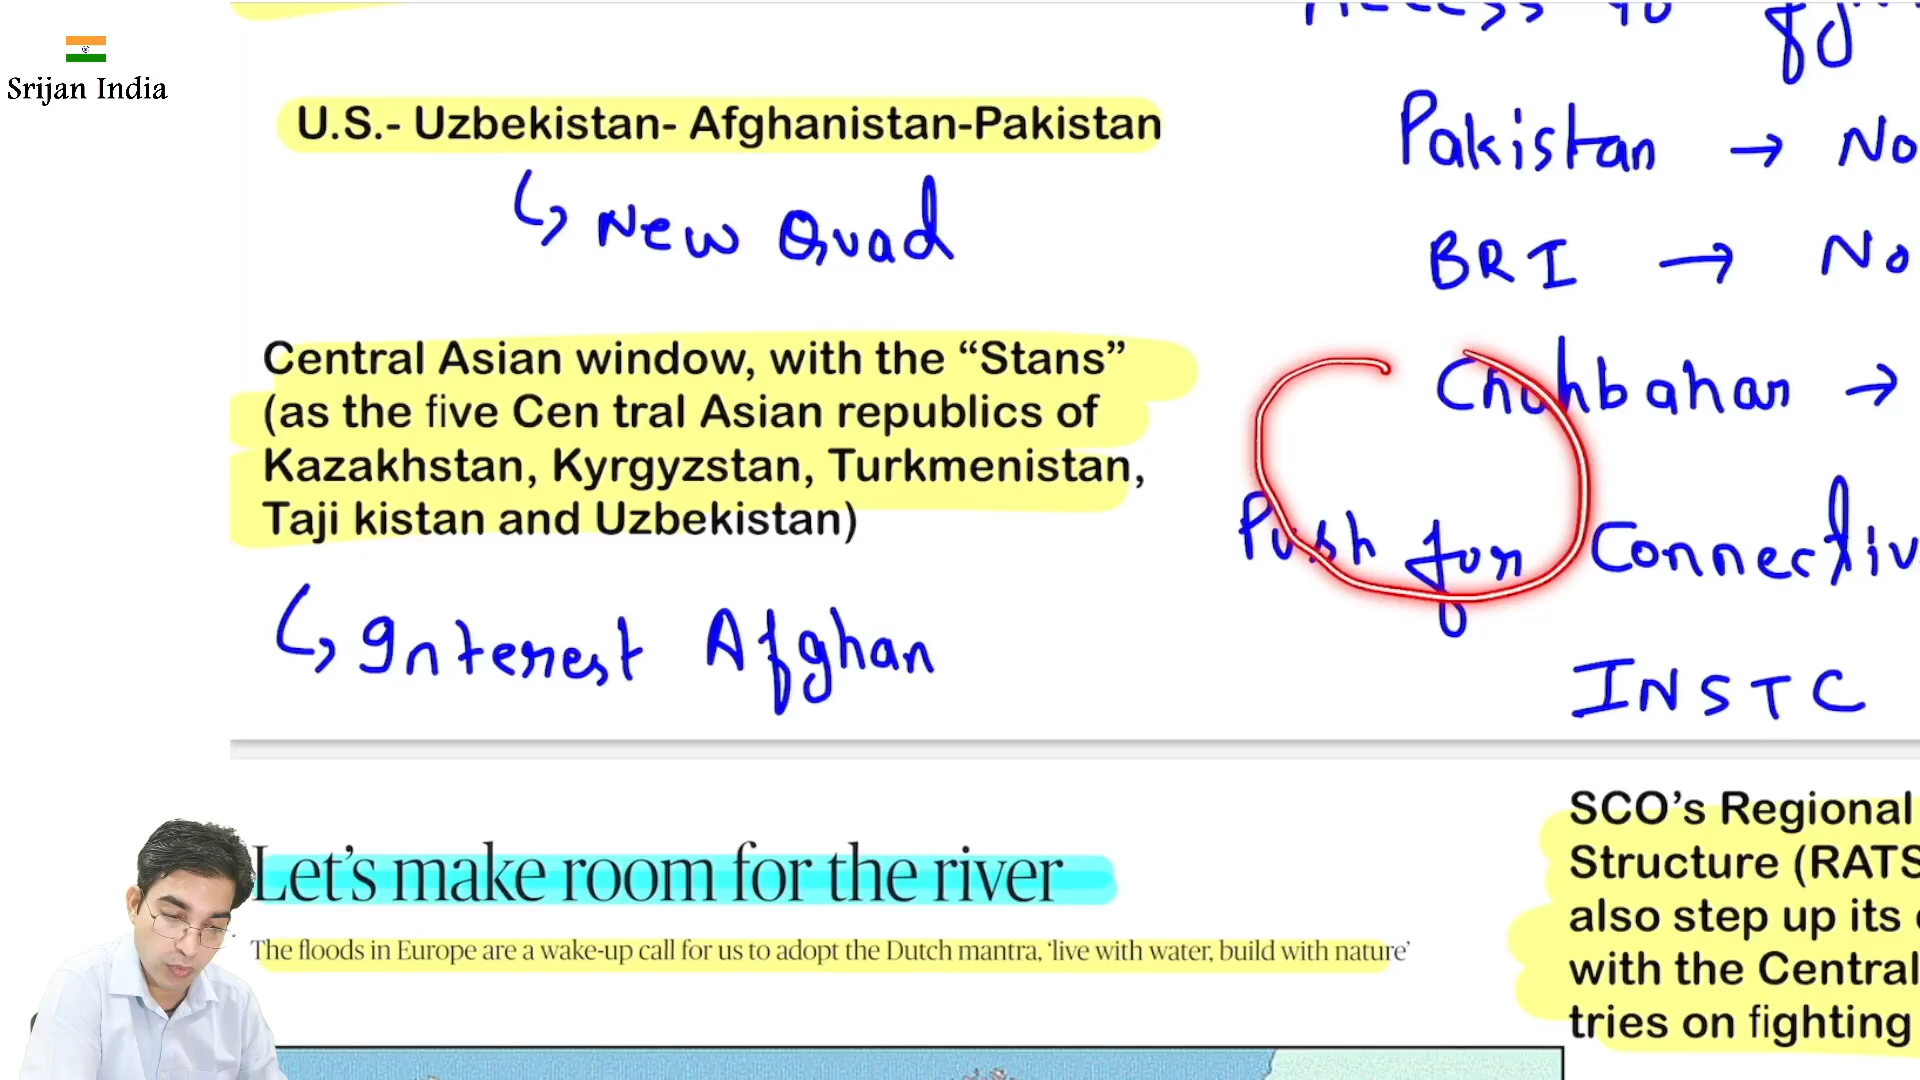 Srijan India
U.S.- Uzbekistan- Afghanistan-Pakistan
↳ New Quad
Central Asian window, with the “Stans”
(as the five Cen tral Asian republics of
Kazakhstan, Kyrgyzstan, Turkmenistan,
Taji kistan and Uzbekistan)
↳ Interest Afghan
Access to
Pakistan → No
BRI → No
Chahbahar →
Push for Connectiv
INSTC
Let’s make room for the river
The floods in Europe are a wake-up call for us to adopt the Dutch mantra, ‘live with water, build with nature’
SCO’s Regional
Structure (RATS
also step up its
with the Central
tries on fighting